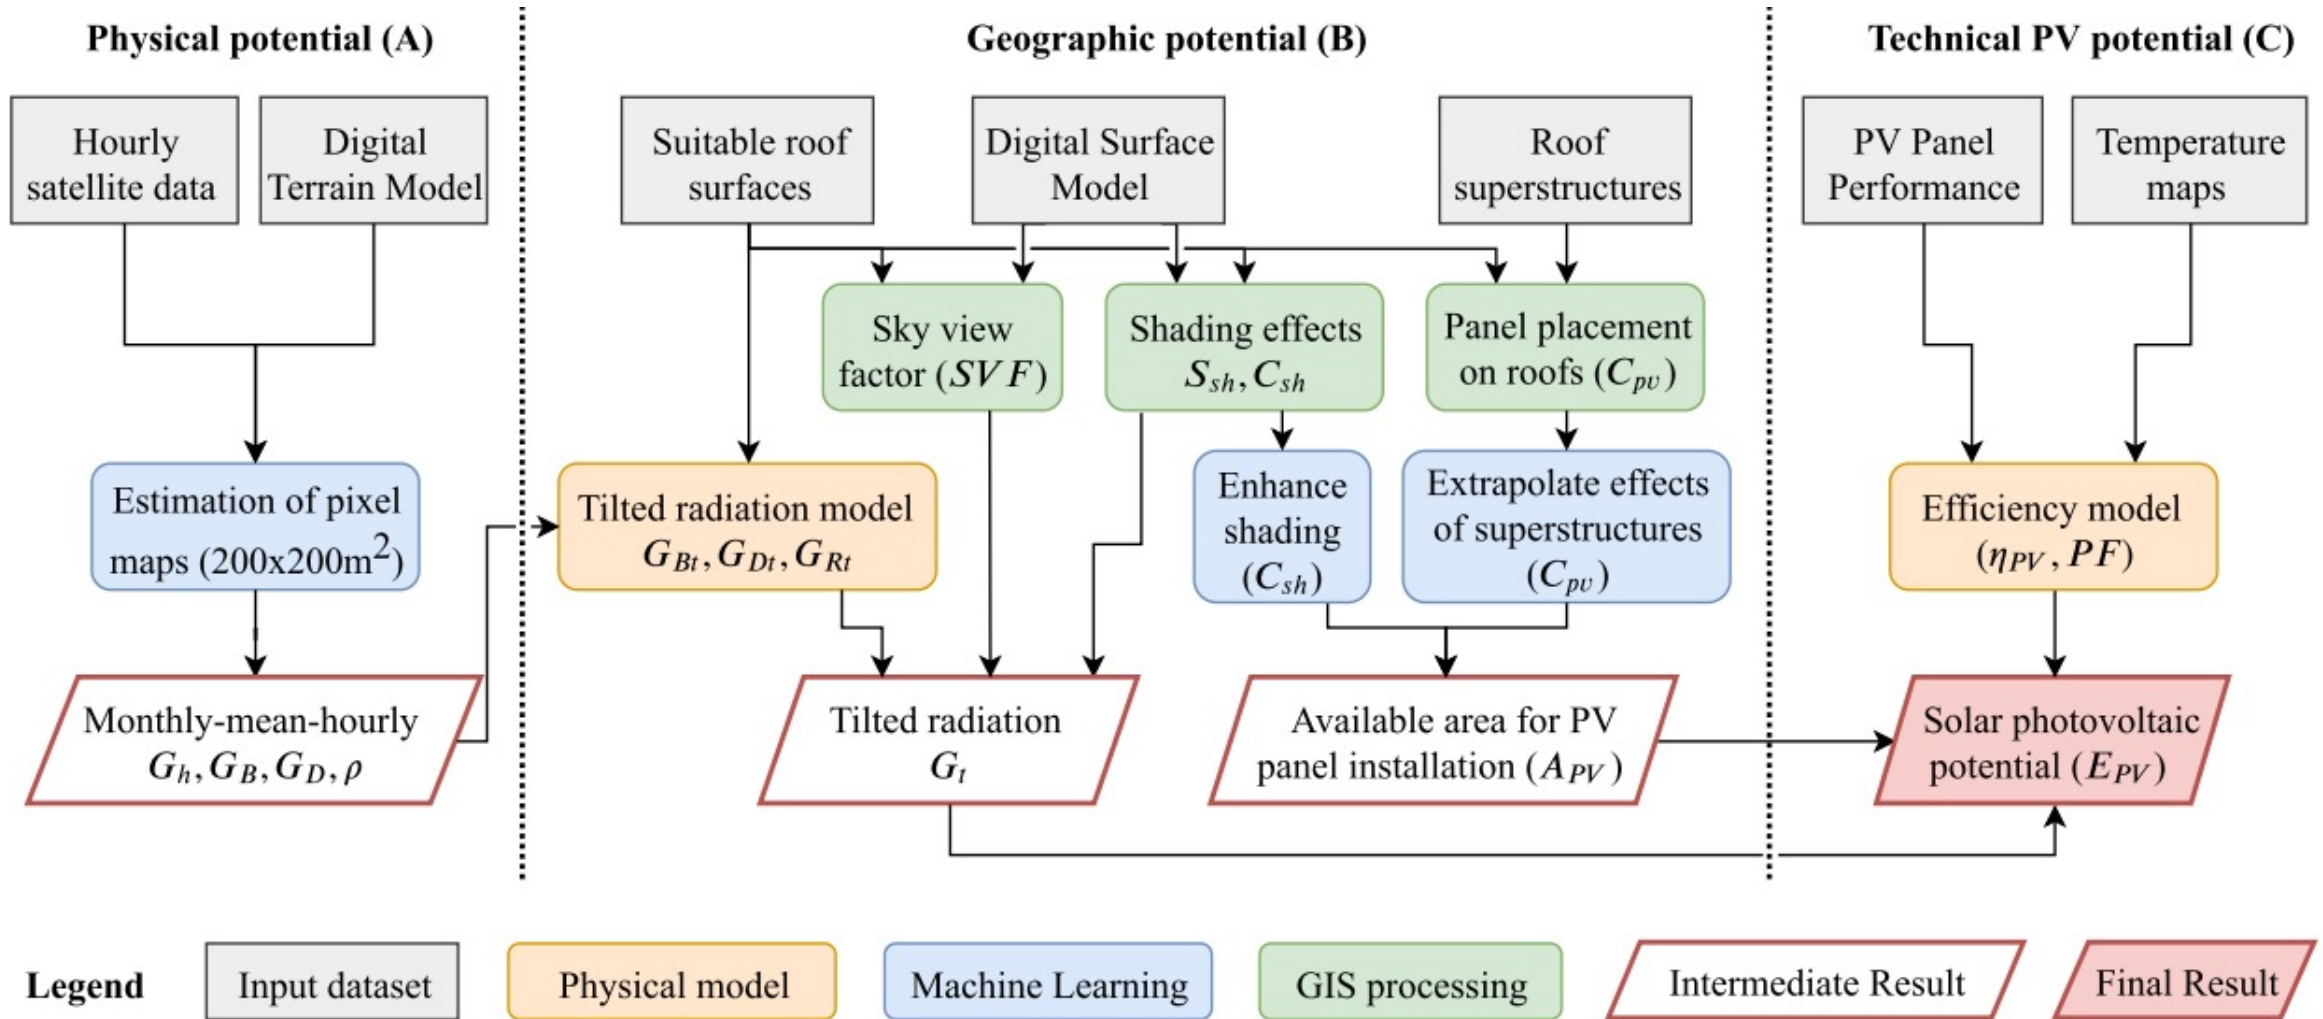 Physical potential (A)
Geographic potential (B)
Technical PV potential (C)
Hourly
satellite data
Digital
Terrain Model
Suitable roof
surfaces
Digital Surface
Model
Roof
superstructures
PV Panel
Performance
Temperature
maps
Sky view
factor (SVF)
Shading effects
S_sh, C_sh
Panel placement
on roofs (C_pv)
Estimation of pixel
maps (200x200m²)
Tilted radiation model
G_Bt, G_Dt, G_Rt
Enhance
shading
(C_sh)
Extrapolate effects
of superstructures
(C_pv)
Efficiency model
(η_PV, PF)
Monthly-mean-hourly
G_h, G_B, G_D, ρ
Tilted radiation
G_t
Available area for PV
panel installation (A_PV)
Solar photovoltaic
potential (E_PV)
Legend
Input dataset
Physical model
Machine Learning
GIS processing
Intermediate Result
Final Result